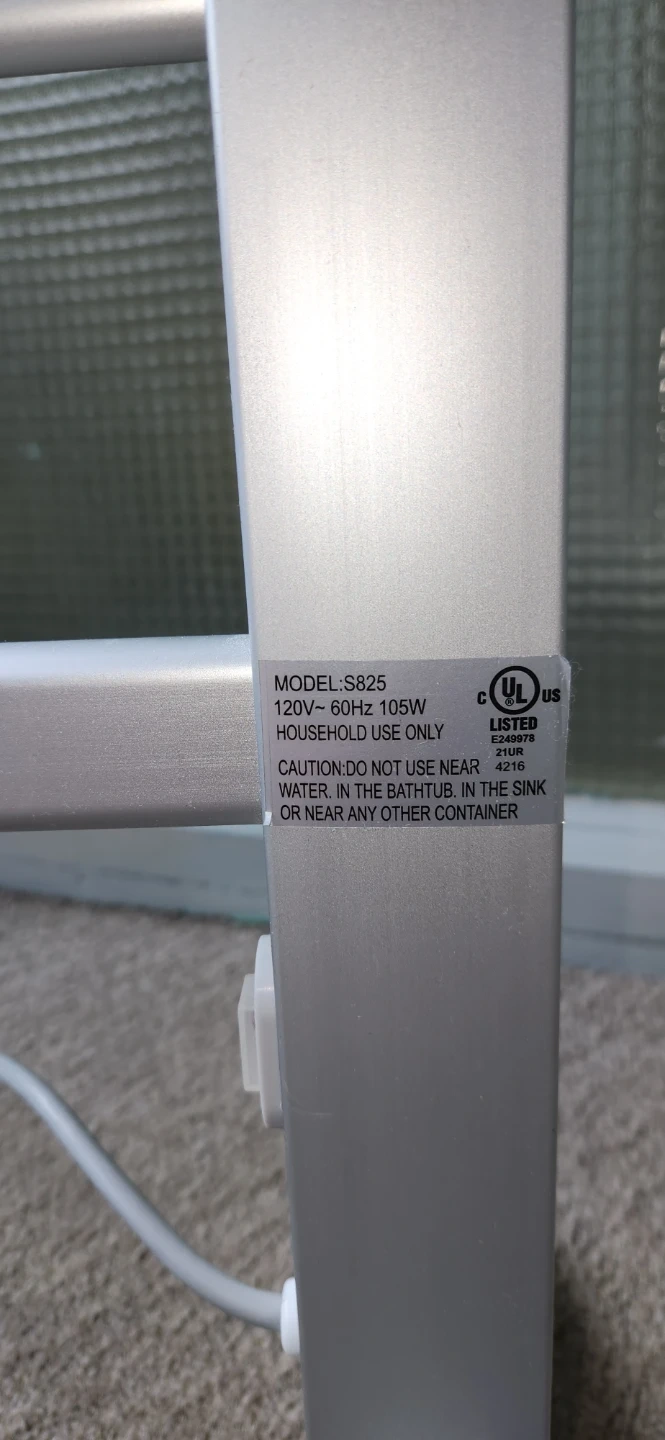 MODEL:S825
120V~ 60Hz 105W
HOUSEHOLD USE ONLY
CAUTION:DO NOT USE NEAR
WATER. IN THE BATHTUB. IN THE SINK
OR NEAR ANY OTHER CONTAINER
C UL ® US
LISTED
E249978
21UR
4216